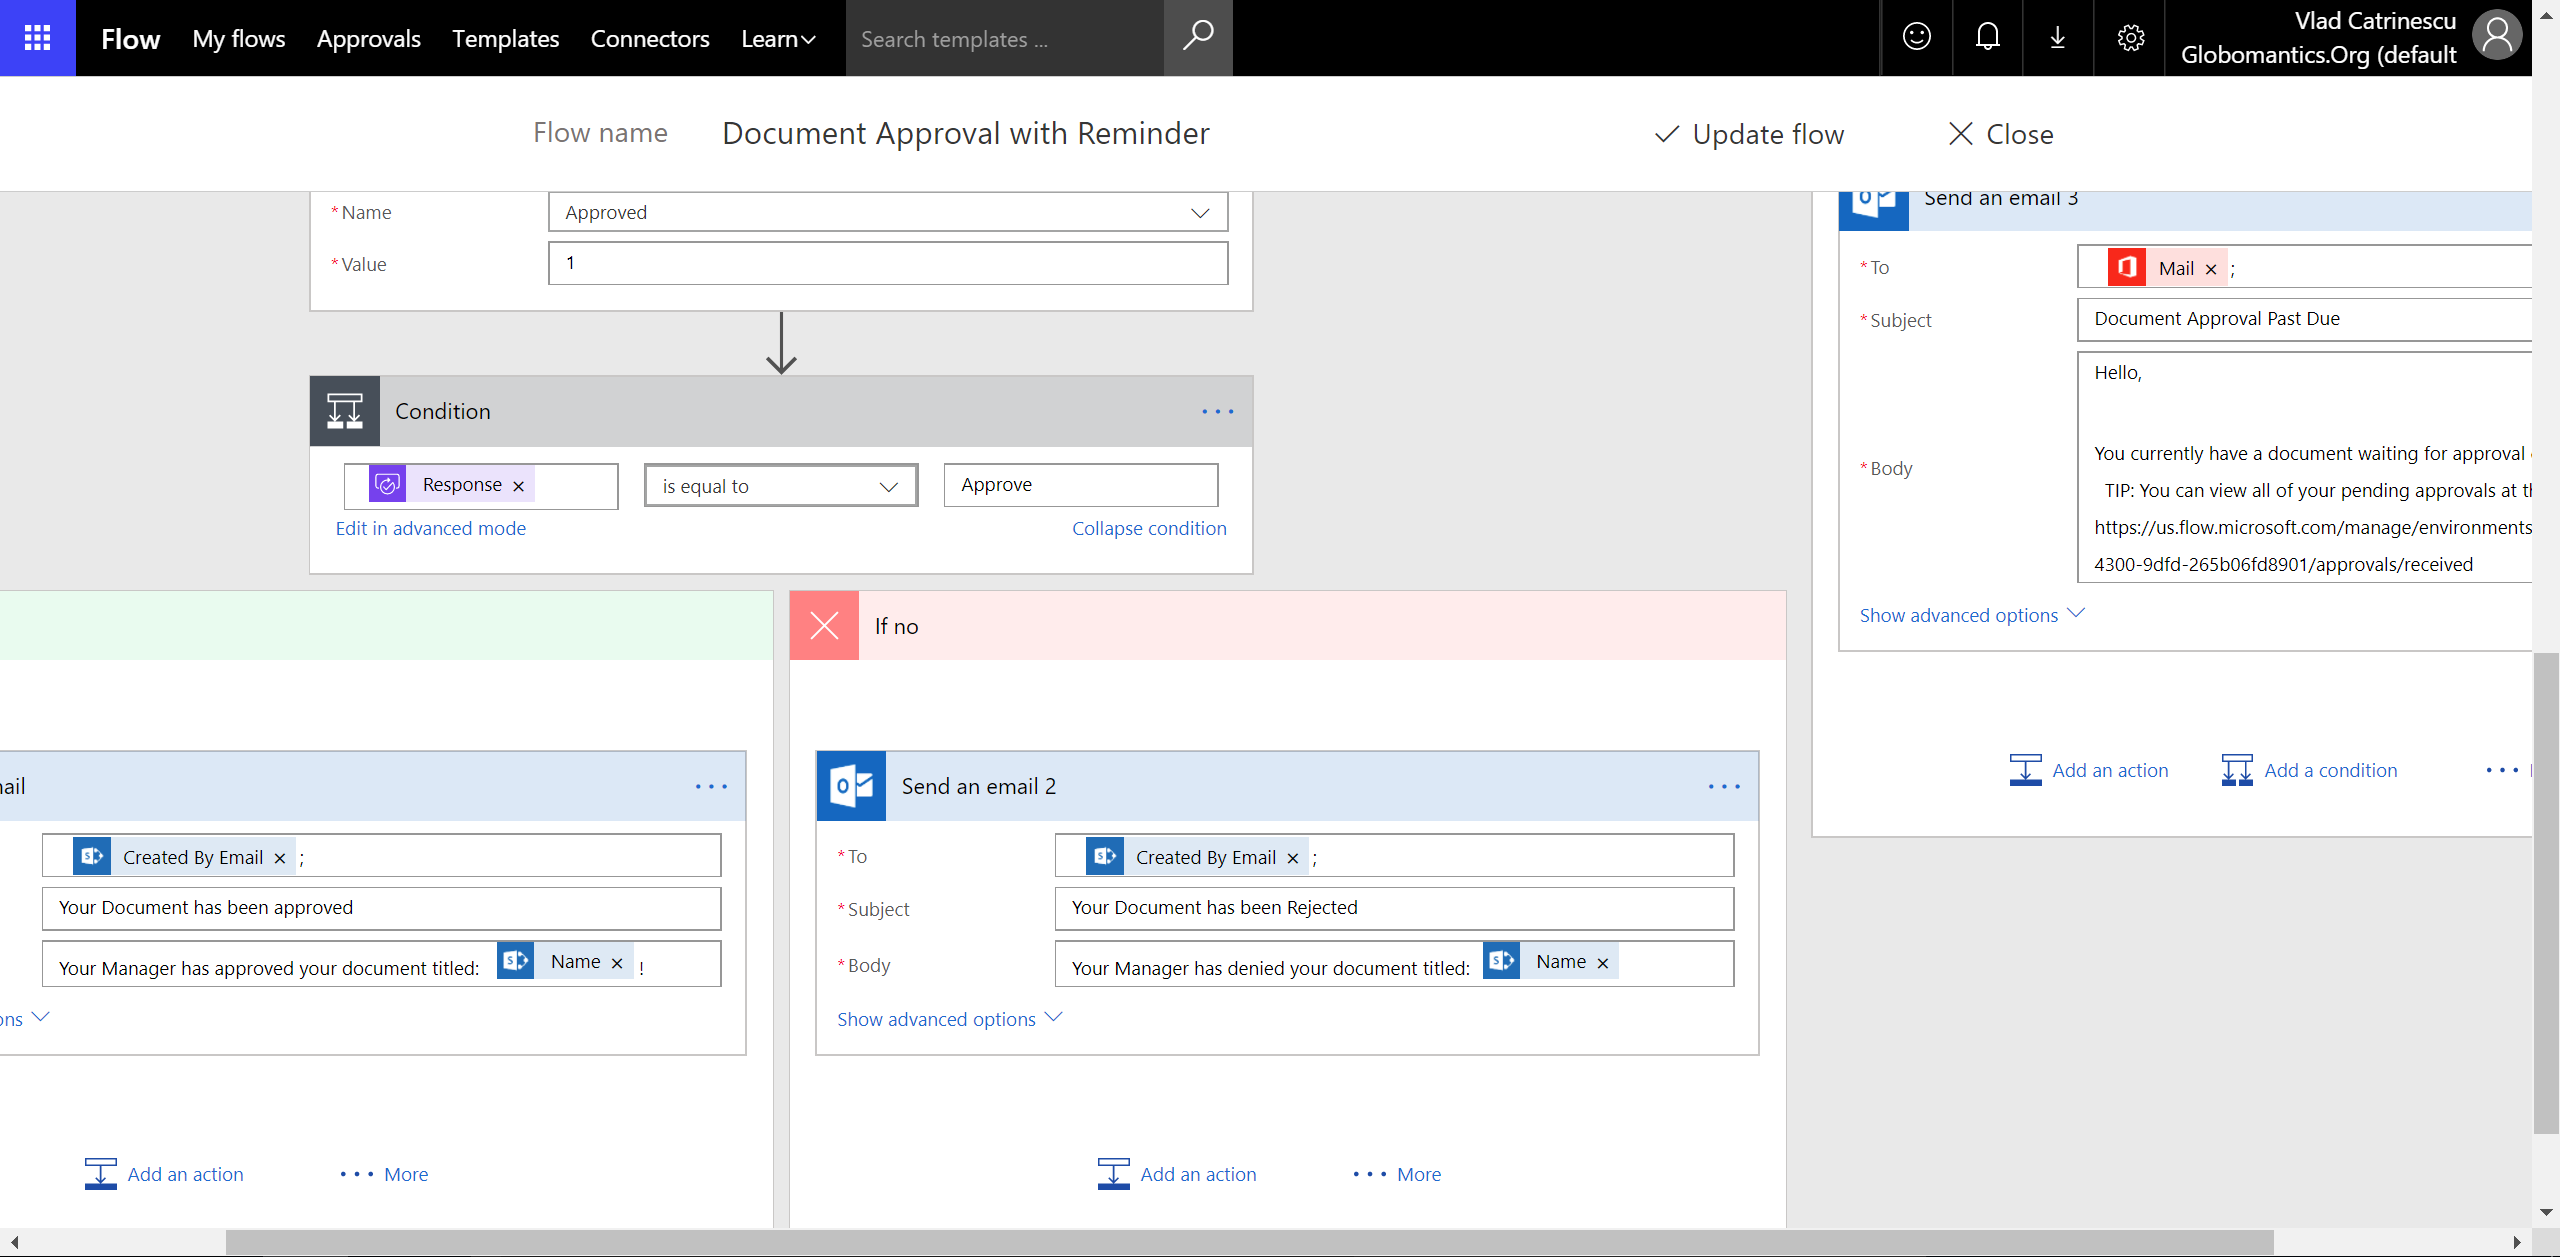 Flow My flows Approvals Templates Connectors Learn Search templates ...
Vlad Catrinescu
Globomantics.Org (default
Flow name Document Approval with Reminder Update flow Close
*Name Approved
*Value 1
Condition
Response × is equal to Approve
Edit in advanced mode Collapse condition
Send an email 3
*To Mail × ;
*Subject Document Approval Past Due
*Body
Hello,
You currently have a document waiting for approval
TIP: You can view all of your pending approvals at th
https://us.flow.microsoft.com/manage/environments
4300-9dfd-265b06fd8901/approvals/received
Show advanced options
Add an action Add a condition
ail
Created By Email × ;
Your Document has been approved
Your Manager has approved your document titled: Name × !
ons
Add an action More
If no
Send an email 2
*To Created By Email × ;
*Subject Your Document has been Rejected
*Body Your Manager has denied your document titled: Name ×
Show advanced options
Add an action More